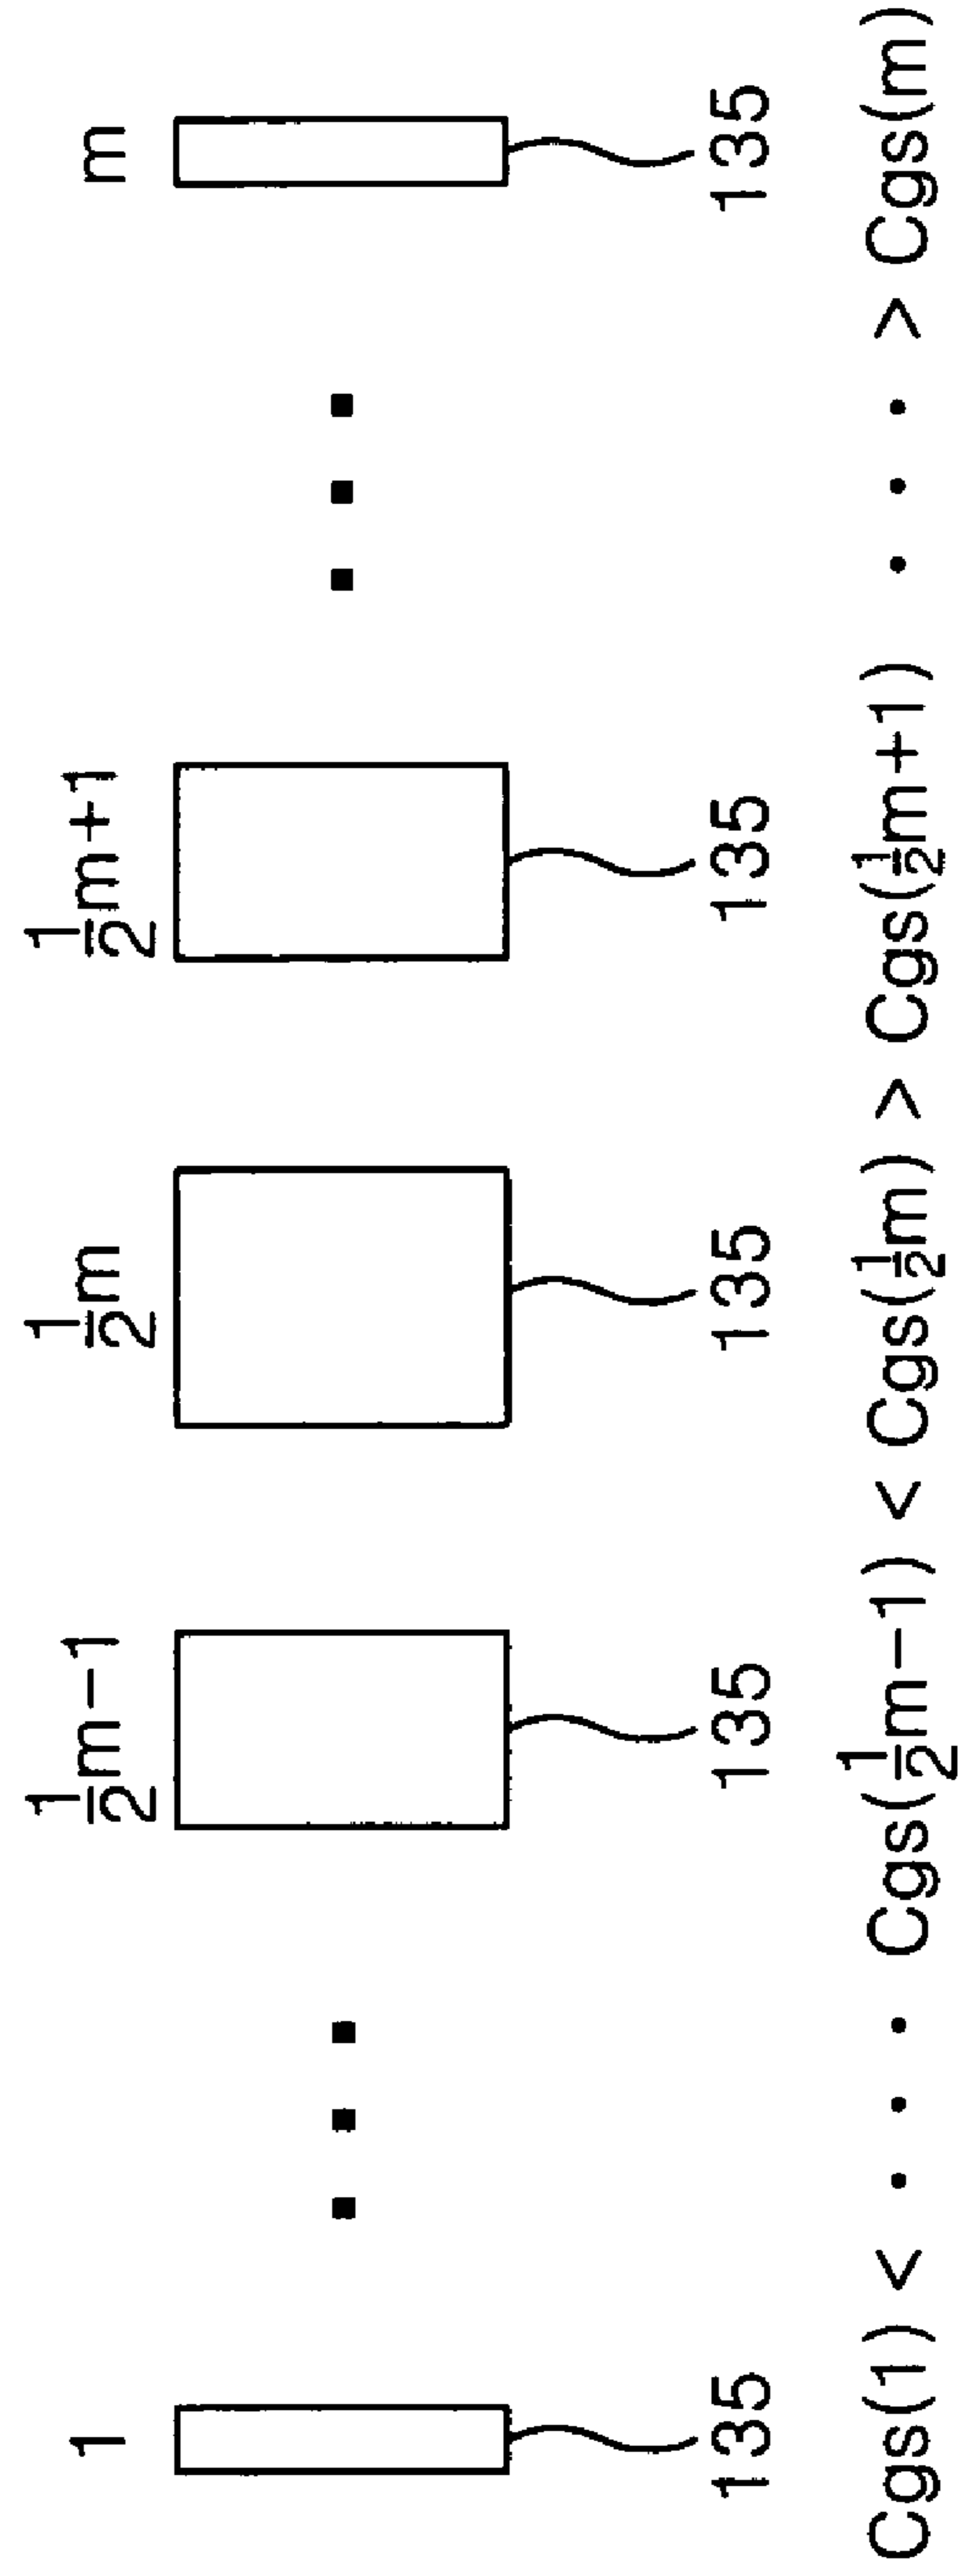 1 ½m−1 ½m ½m+1 m
135 135 135 135 135
Cgs(1) < • • • Cgs(½m−1) < Cgs(½m) > Cgs(½m+1) • • • > Cgs(m)